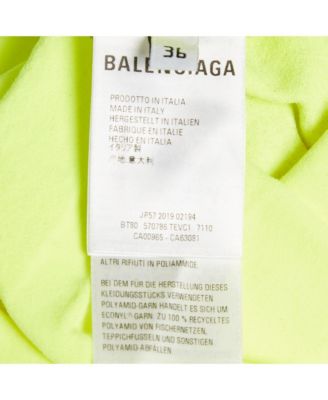 36
BALENCIAGA
PRODOTTO IN ITALIA
MADE IN ITALY
HERGESTELLT IN ITALIEN
FABRIQUÉ EN ITALIE
HECHO EN ITALIA
イタリア製
产地 意大利
JP57 2019 02194
BT80 570786 TEVC1 7110
CA00965 - CA63081
ALTRI RIFIUTI IN POLIAMMIDE.
BEI DEM FÜR DIE HERSTELLUNG DIESES
KLEIDUNGSSTÜCKS VERWENDETEN
POLYAMID-GARN HANDELT ES SICH UM
ECONYL®-GARN. ZU 100 % RECYCELTES
POLYAMID VON FISCHERNETZEN,
TEPPICHFUSSELN UND SONSTIGEN
POLYAMID-ABFÄLLEN